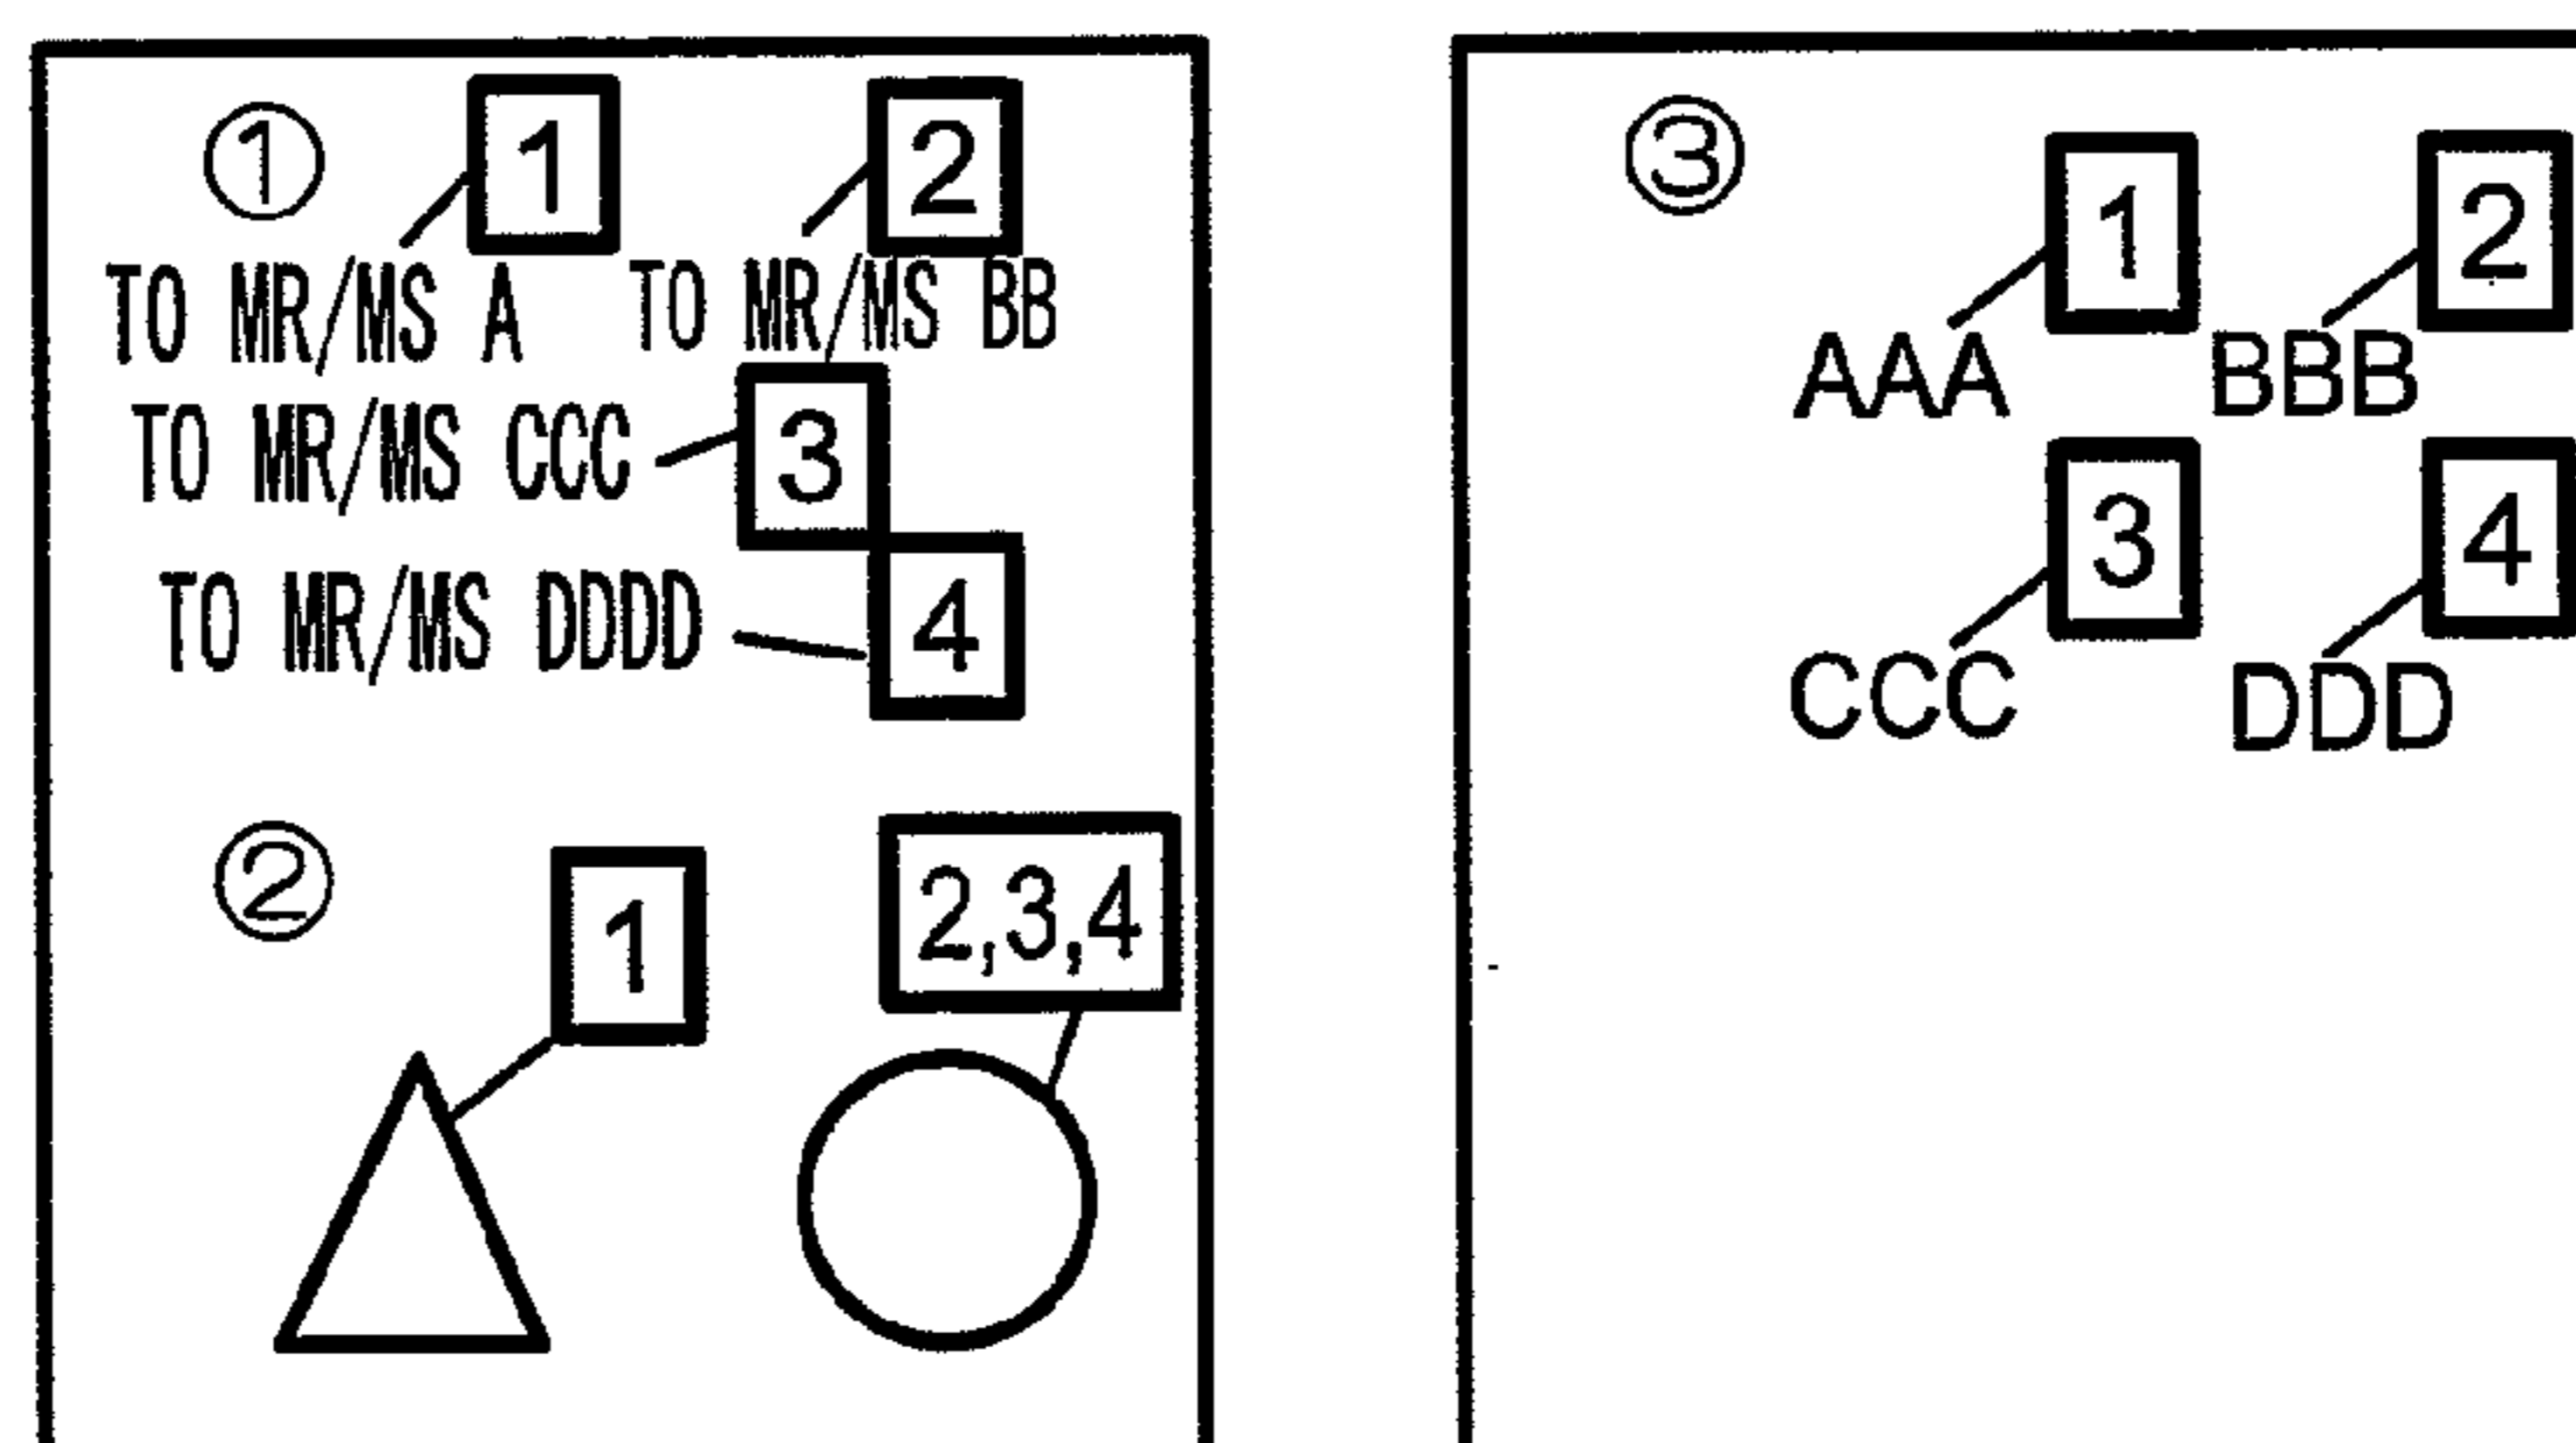 ① 1 2
TO MR/MS A TO MR/MS BB
TO MR/MS CCC 3
TO MR/MS DDDD 4
② 1 2,3,4
③ 1 2
AAA BBB
3 4
CCC DDD